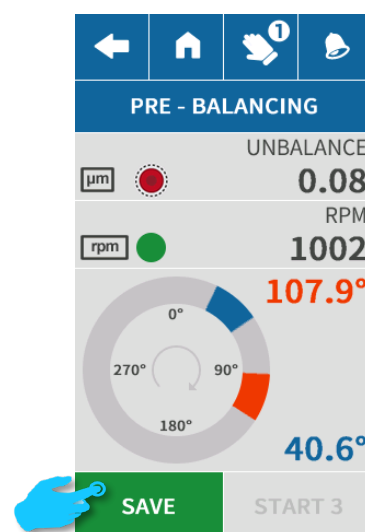 1
PRE - BALANCING
UNBALANCE
µm
0.08
RPM
rpm
1002
107.9°
0°
270°
90°
180°
40.6°
SAVE
START 3